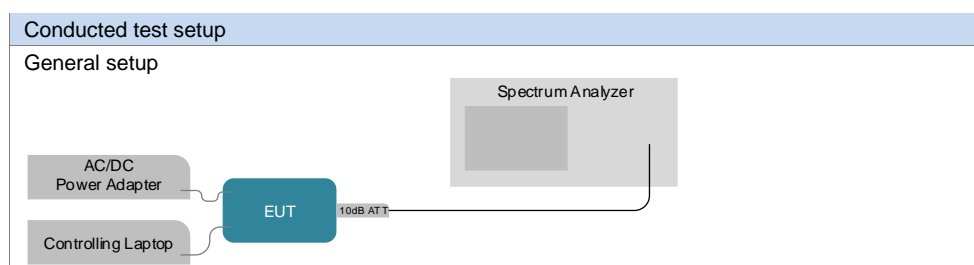 Conducted test setup
General setup
Spectrum Analyzer
AC/DC
Power Adapter
EUT
10dB ATT
Controlling Laptop